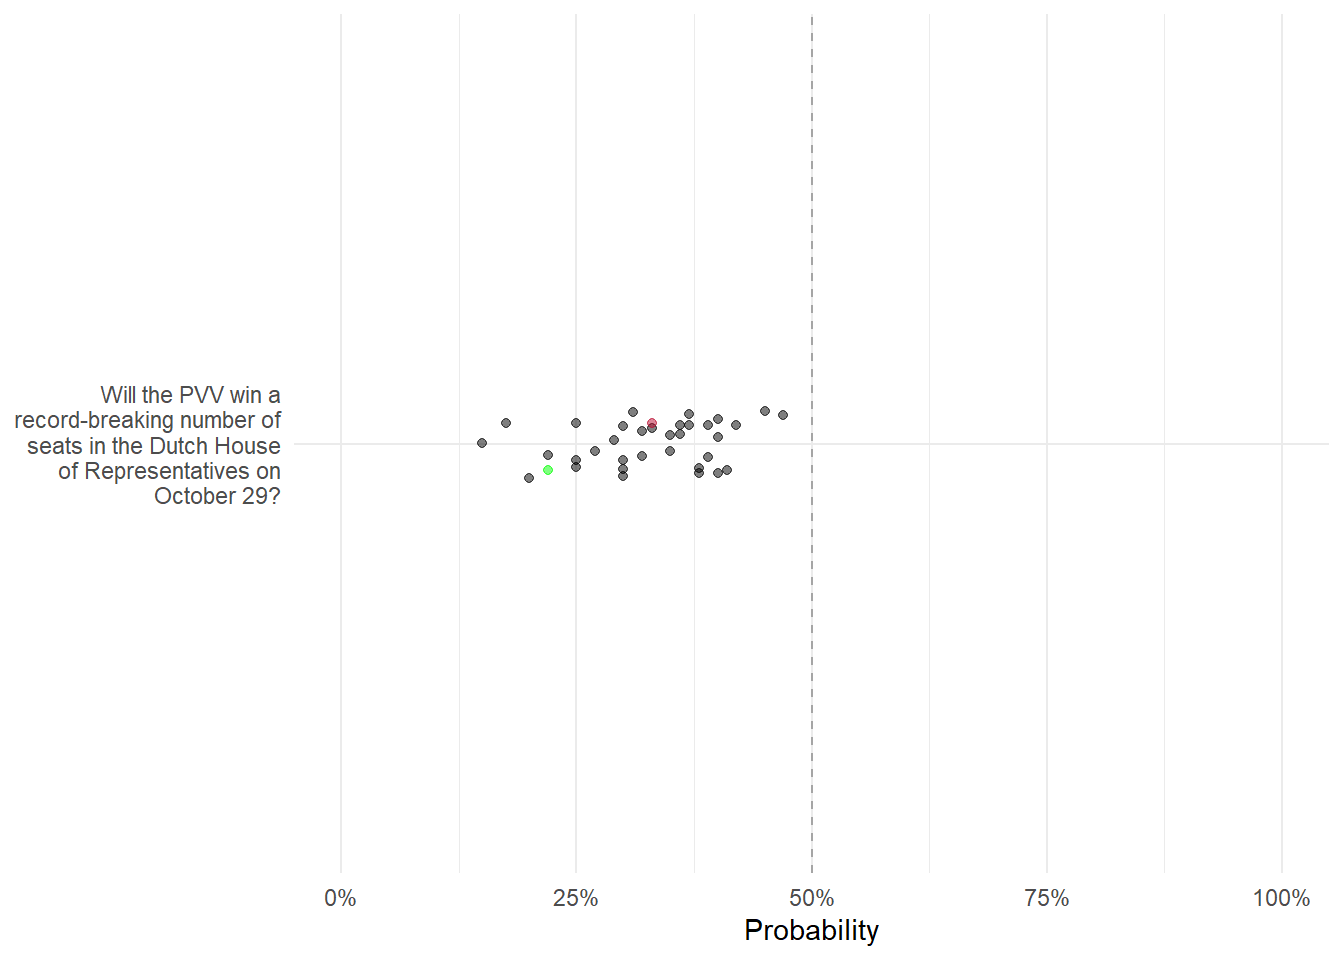 Will the PVV win a
record-breaking number of
seats in the Dutch House
of Representatives on
October 29?
0%
25%
50%
75%
100%
Probability